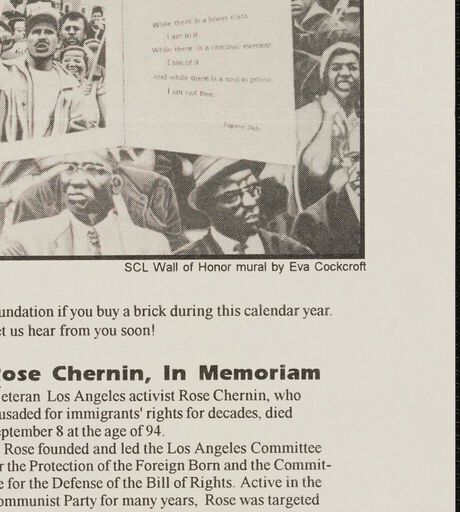 While there is a lower class
I am in it
While there is a criminal element
I am of it
and while there is a soul in prison
I am not free.
Eugene Debs
SCL Wall of Honor mural by Eva Cockcroft
undation if you buy a brick during this calendar year.
et us hear from you soon!
ose Chernin, In Memoriam
eteran Los Angeles activist Rose Chernin, who
usaded for immigrants' rights for decades, died
eptember 8 at the age of 94.
Rose founded and led the Los Angeles Committee
r the Protection of the Foreign Born and the Commit-
e for the Defense of the Bill of Rights. Active in the
ommunist Party for many years, Rose was targeted